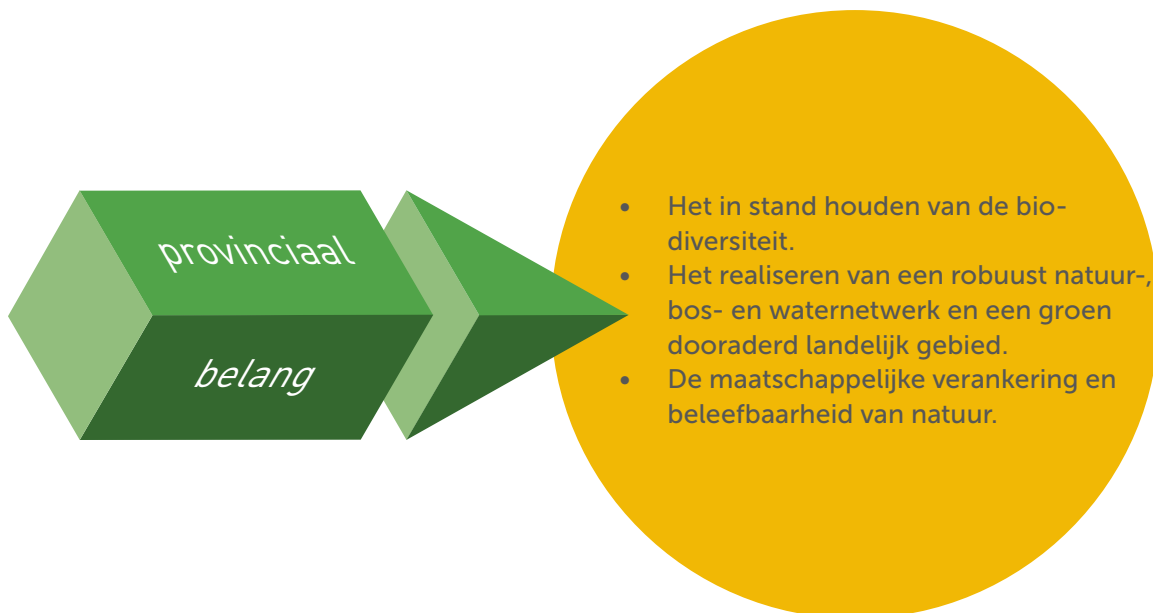 provinciaal
belang
• Het in stand houden van de bio-
diversiteit.
• Het realiseren van een robuust natuur-,
bos- en waternetwerk en een groen
dooraderd landelijk gebied.
• De maatschappelijke verankering en
beleefbaarheid van natuur.